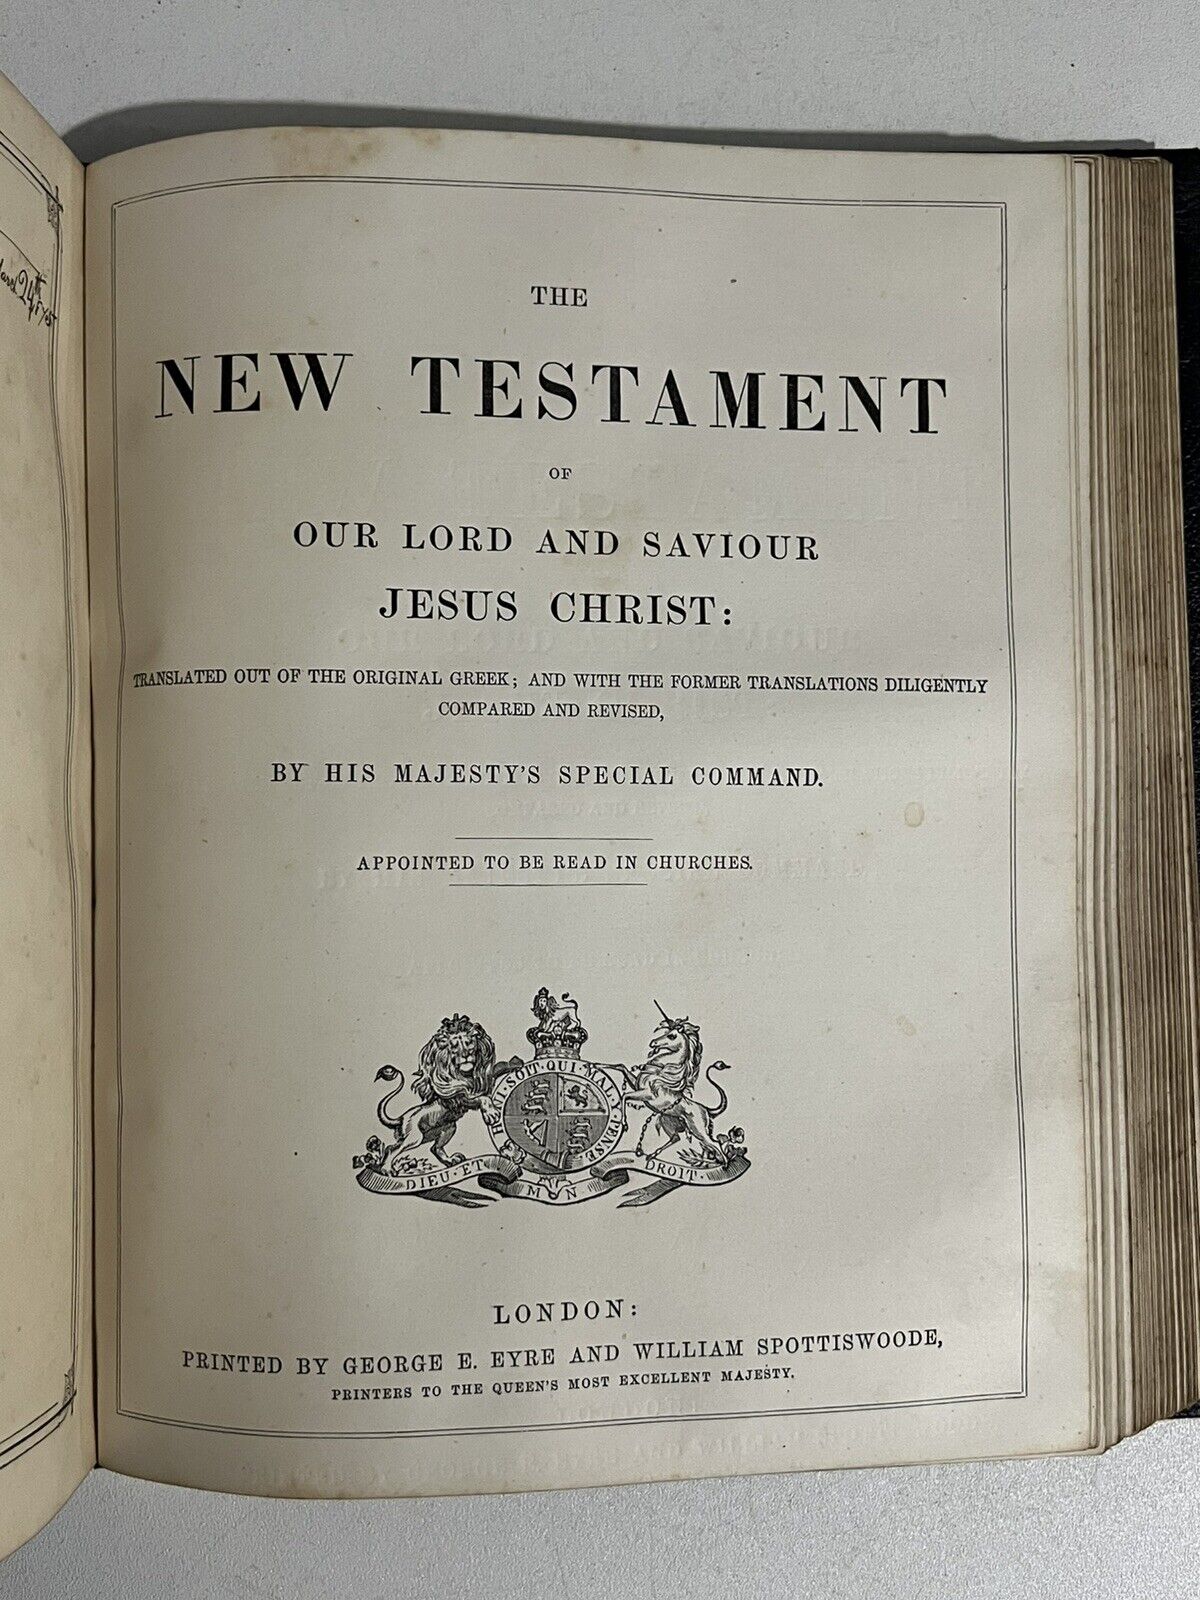 24th
THE
NEW TESTAMENT
OF
OUR LORD AND SAVIOUR
JESUS CHRIST:
TRANSLATED OUT OF THE ORIGINAL GREEK; AND WITH THE FORMER TRANSLATIONS DILIGENTLY
COMPARED AND REVISED,
BY HIS MAJESTY'S SPECIAL COMMAND.
APPOINTED TO BE READ IN CHURCHES.
SOIT·QUI·MAL·Y·PENSE
DIEU·ET
M N
DROIT·
LONDON:
PRINTED BY GEORGE E. EYRE AND WILLIAM SPOTTISWOODE,
PRINTERS TO THE QUEEN'S MOST EXCELLENT MAJESTY.